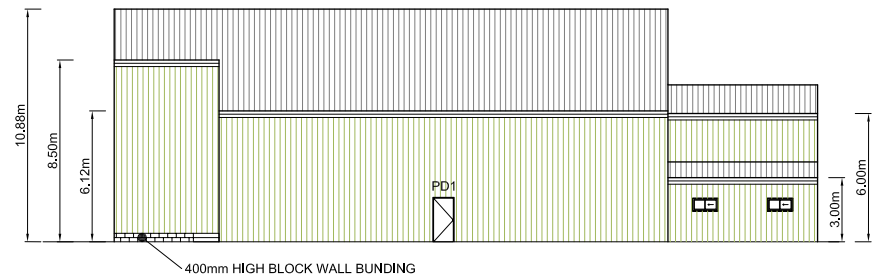 10.88m
8.50m
6.12m
PD1
3.00m
6.00m
400mm HIGH BLOCK WALL BUNDING